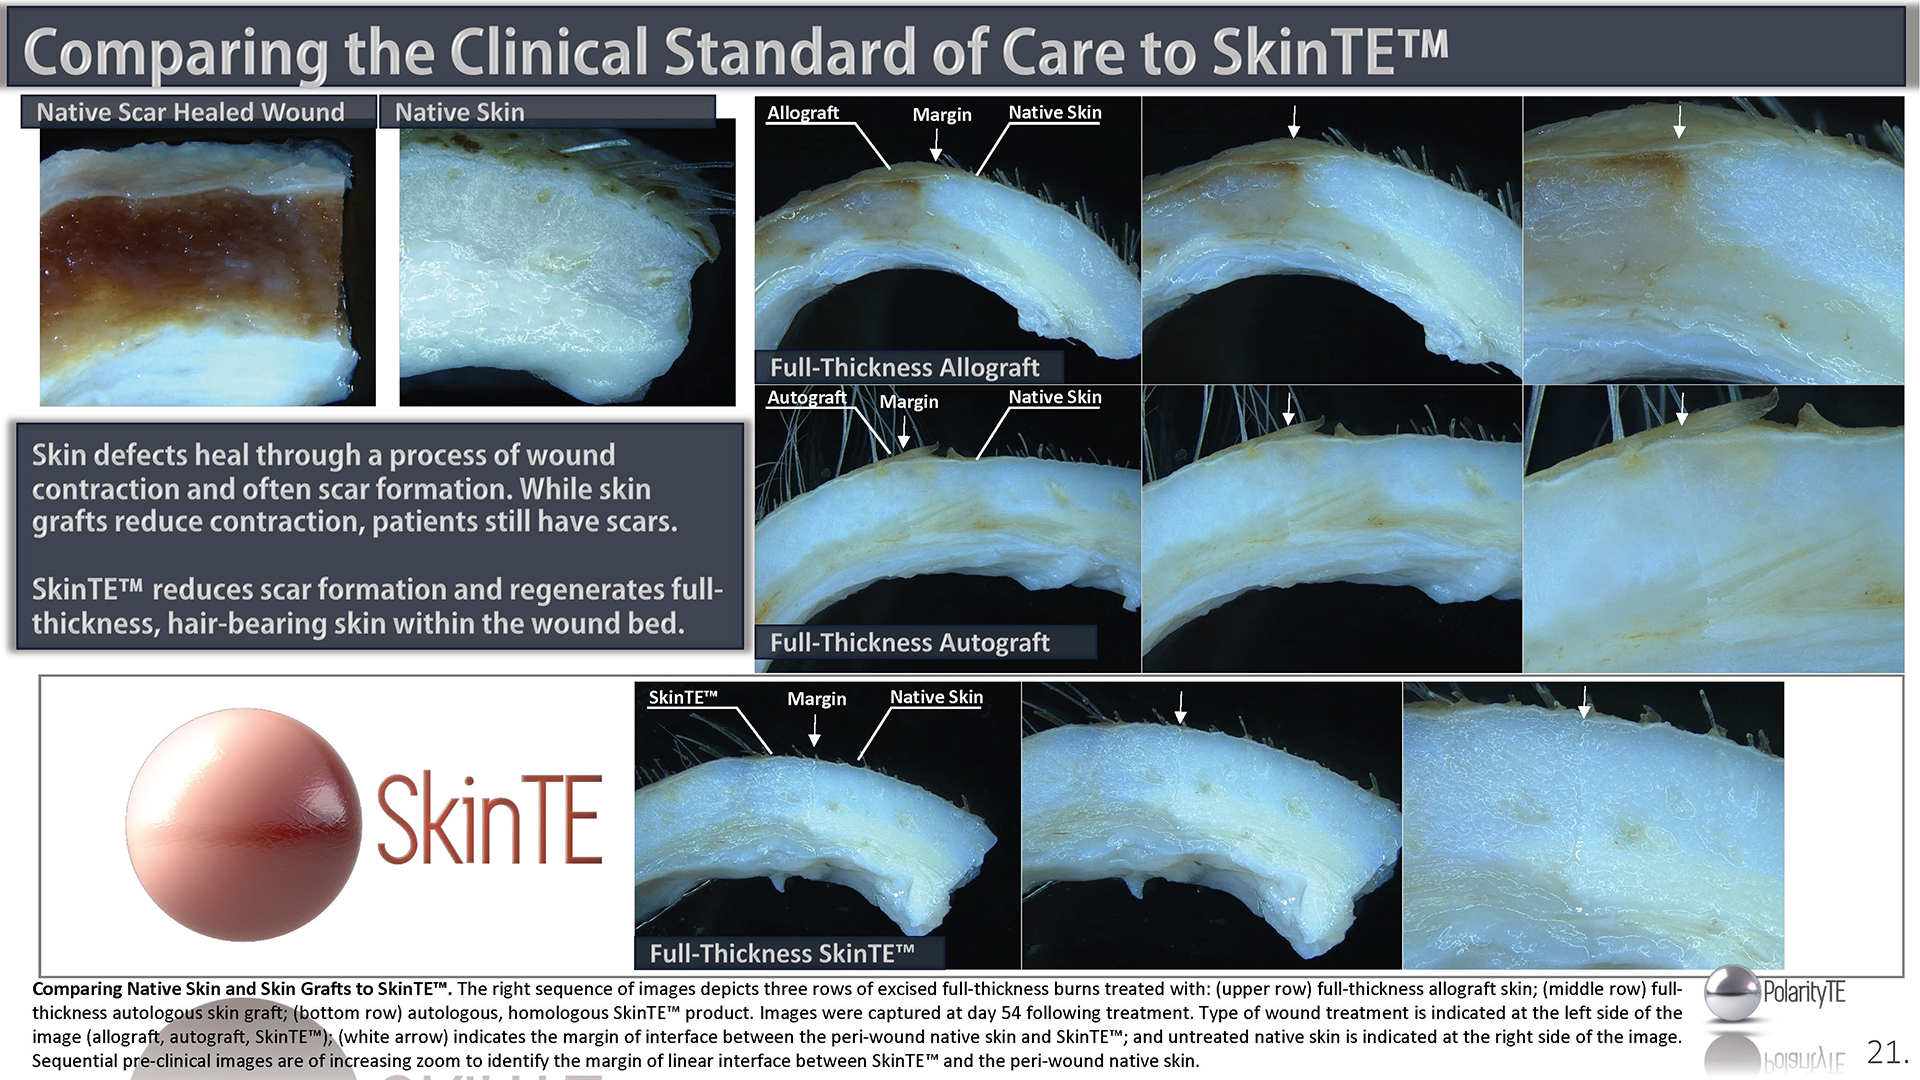 Comparing the Clinical Standard of Care to SkinTE™
Native Scar Healed Wound
Native Skin
Allograft
Margin
Native Skin
Full-Thickness Allograft
Autograft
Margin
Native Skin
Full-Thickness Autograft
Skin defects heal through a process of wound
contraction and often scar formation. While skin
grafts reduce contraction, patients still have scars.
SkinTE™ reduces scar formation and regenerates full-
thickness, hair-bearing skin within the wound bed.
SkinTE
SkinTE™
Margin
Native Skin
Full-Thickness SkinTE™
Comparing Native Skin and Skin Grafts to SkinTE™. The right sequence of images depicts three rows of excised full-thickness burns treated with: (upper row) full-thickness allograft skin; (middle row) full-
thickness autologous skin graft; (bottom row) autologous, homologous SkinTE™ product. Images were captured at day 54 following treatment. Type of wound treatment is indicated at the left side of the
image (allograft, autograft, SkinTE™); (white arrow) indicates the margin of interface between the peri-wound native skin and SkinTE™; and untreated native skin is indicated at the right side of the image.
Sequential pre-clinical images are of increasing zoom to identify the margin of linear interface between SkinTE™ and the peri-wound native skin.
PolarityTE
21.